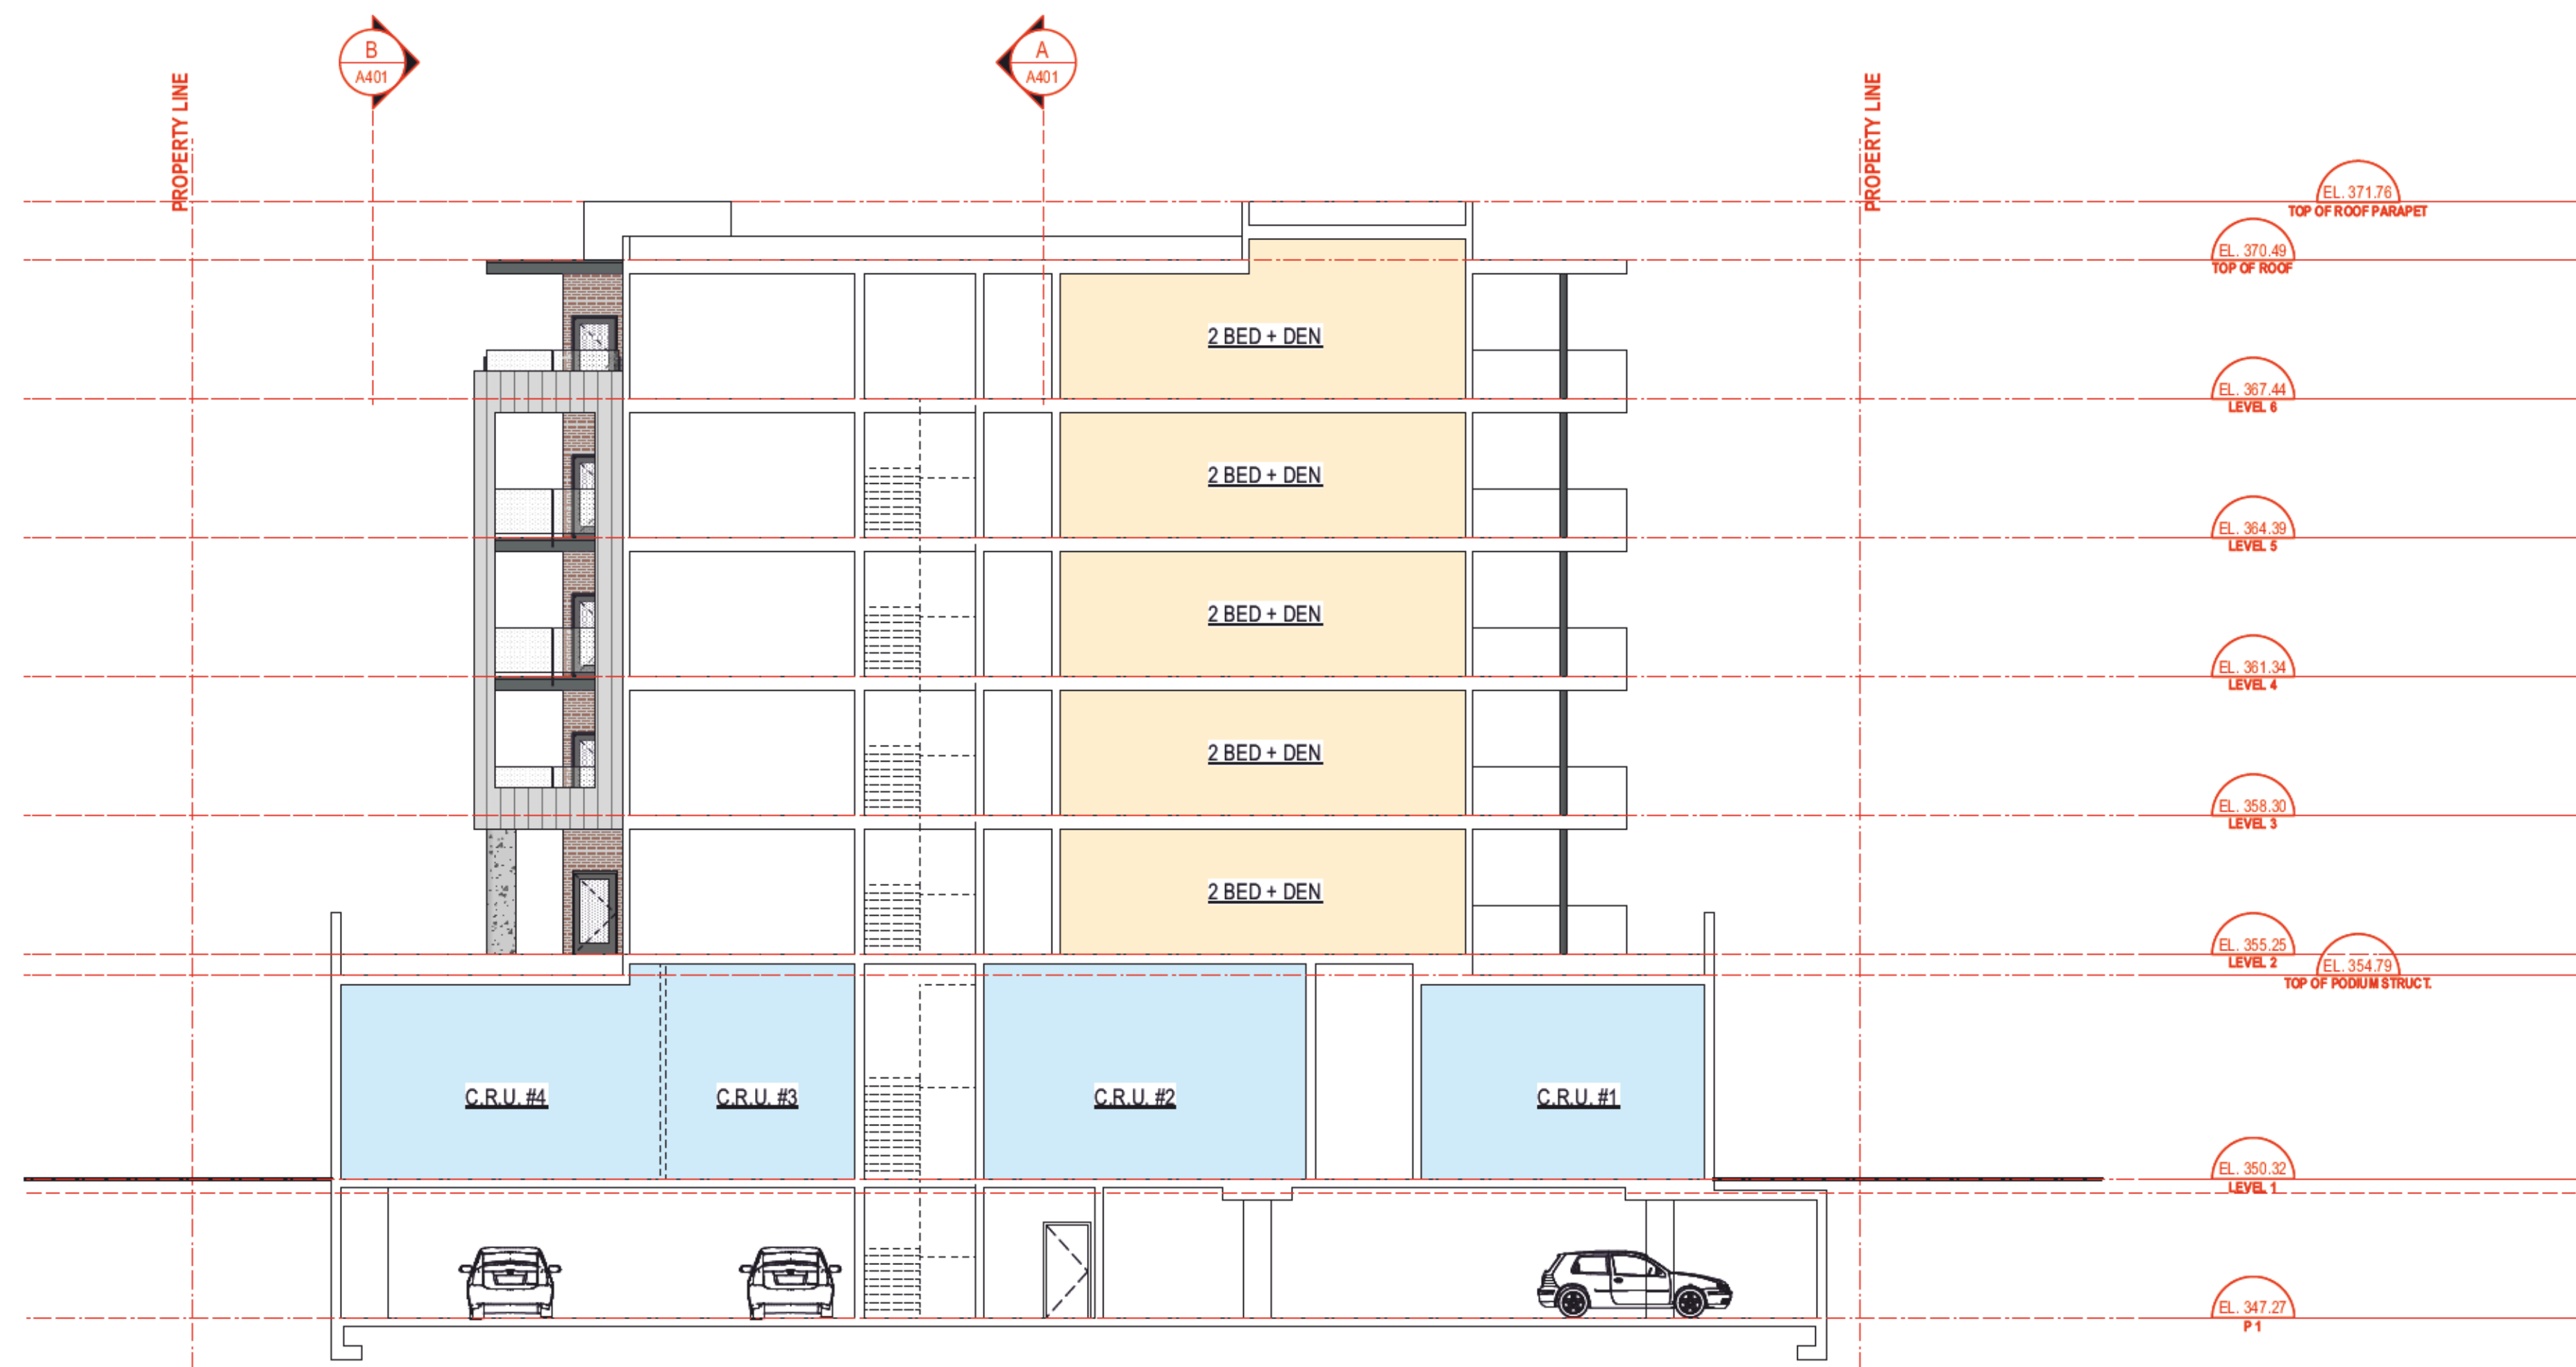 B
A401
A
A401
PROPERTY LINE
PROPERTY LINE
EL. 371.76
TOP OF ROOF PARAPET
EL. 370.49
TOP OF ROOF
2 BED + DEN
EL. 367.44
LEVEL 6
2 BED + DEN
EL. 364.39
LEVEL 5
2 BED + DEN
EL. 361.34
LEVEL 4
2 BED + DEN
EL. 358.30
LEVEL 3
2 BED + DEN
EL. 355.25
LEVEL 2
EL. 354.79
TOP OF PODIUM STRUCT.
C.R.U. #4
C.R.U. #3
C.R.U. #2
C.R.U. #1
EL. 350.32
LEVEL 1
EL. 347.27
P 1